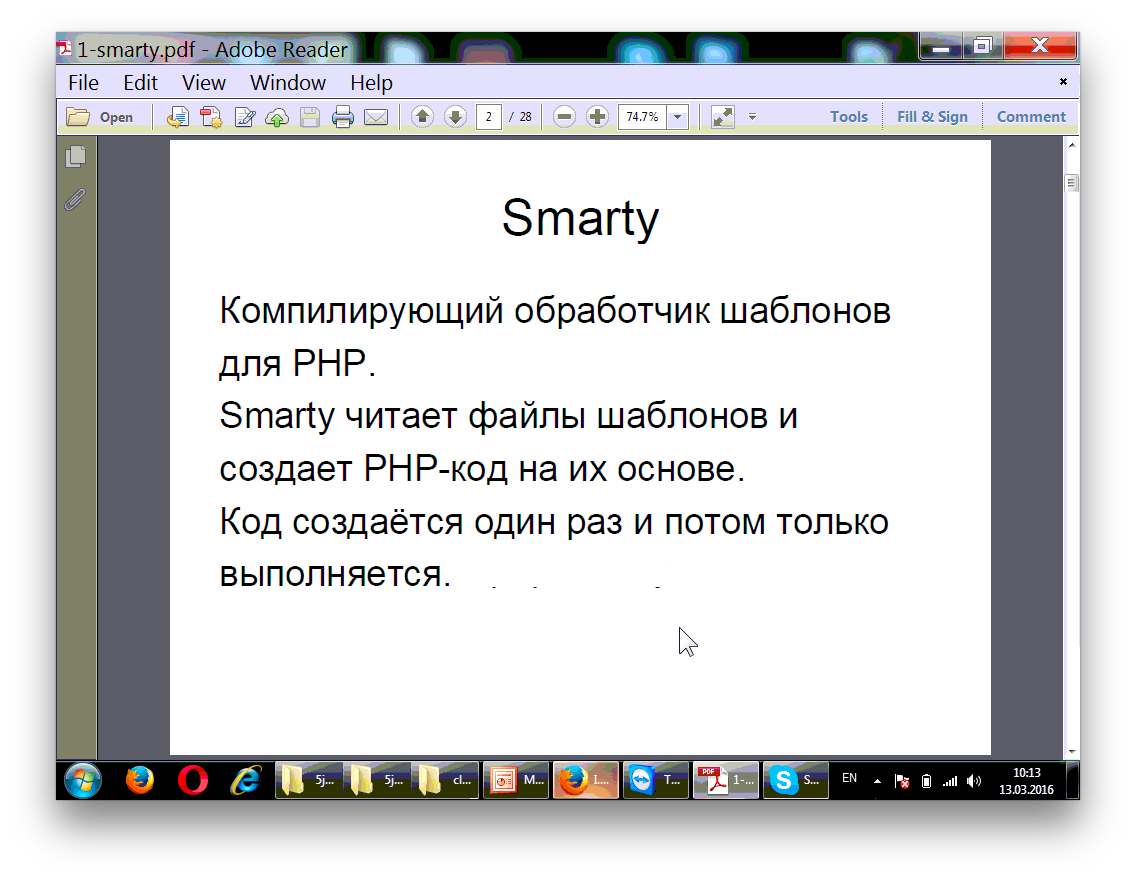 1-smarty.pdf - Adobe Reader
File Edit View Window Help
Open 2 / 28 74.7% Tools Fill & Sign Comment
Smarty
Компилирующий обработчик шаблонов
для PHP.
Smarty читает файлы шаблонов и
создает PHP-код на их основе.
Код создаётся один раз и потом только
выполняется.
5j... 5j... cl... M... I... T... PDF 1-... S... EN 10:13
13.03.2016